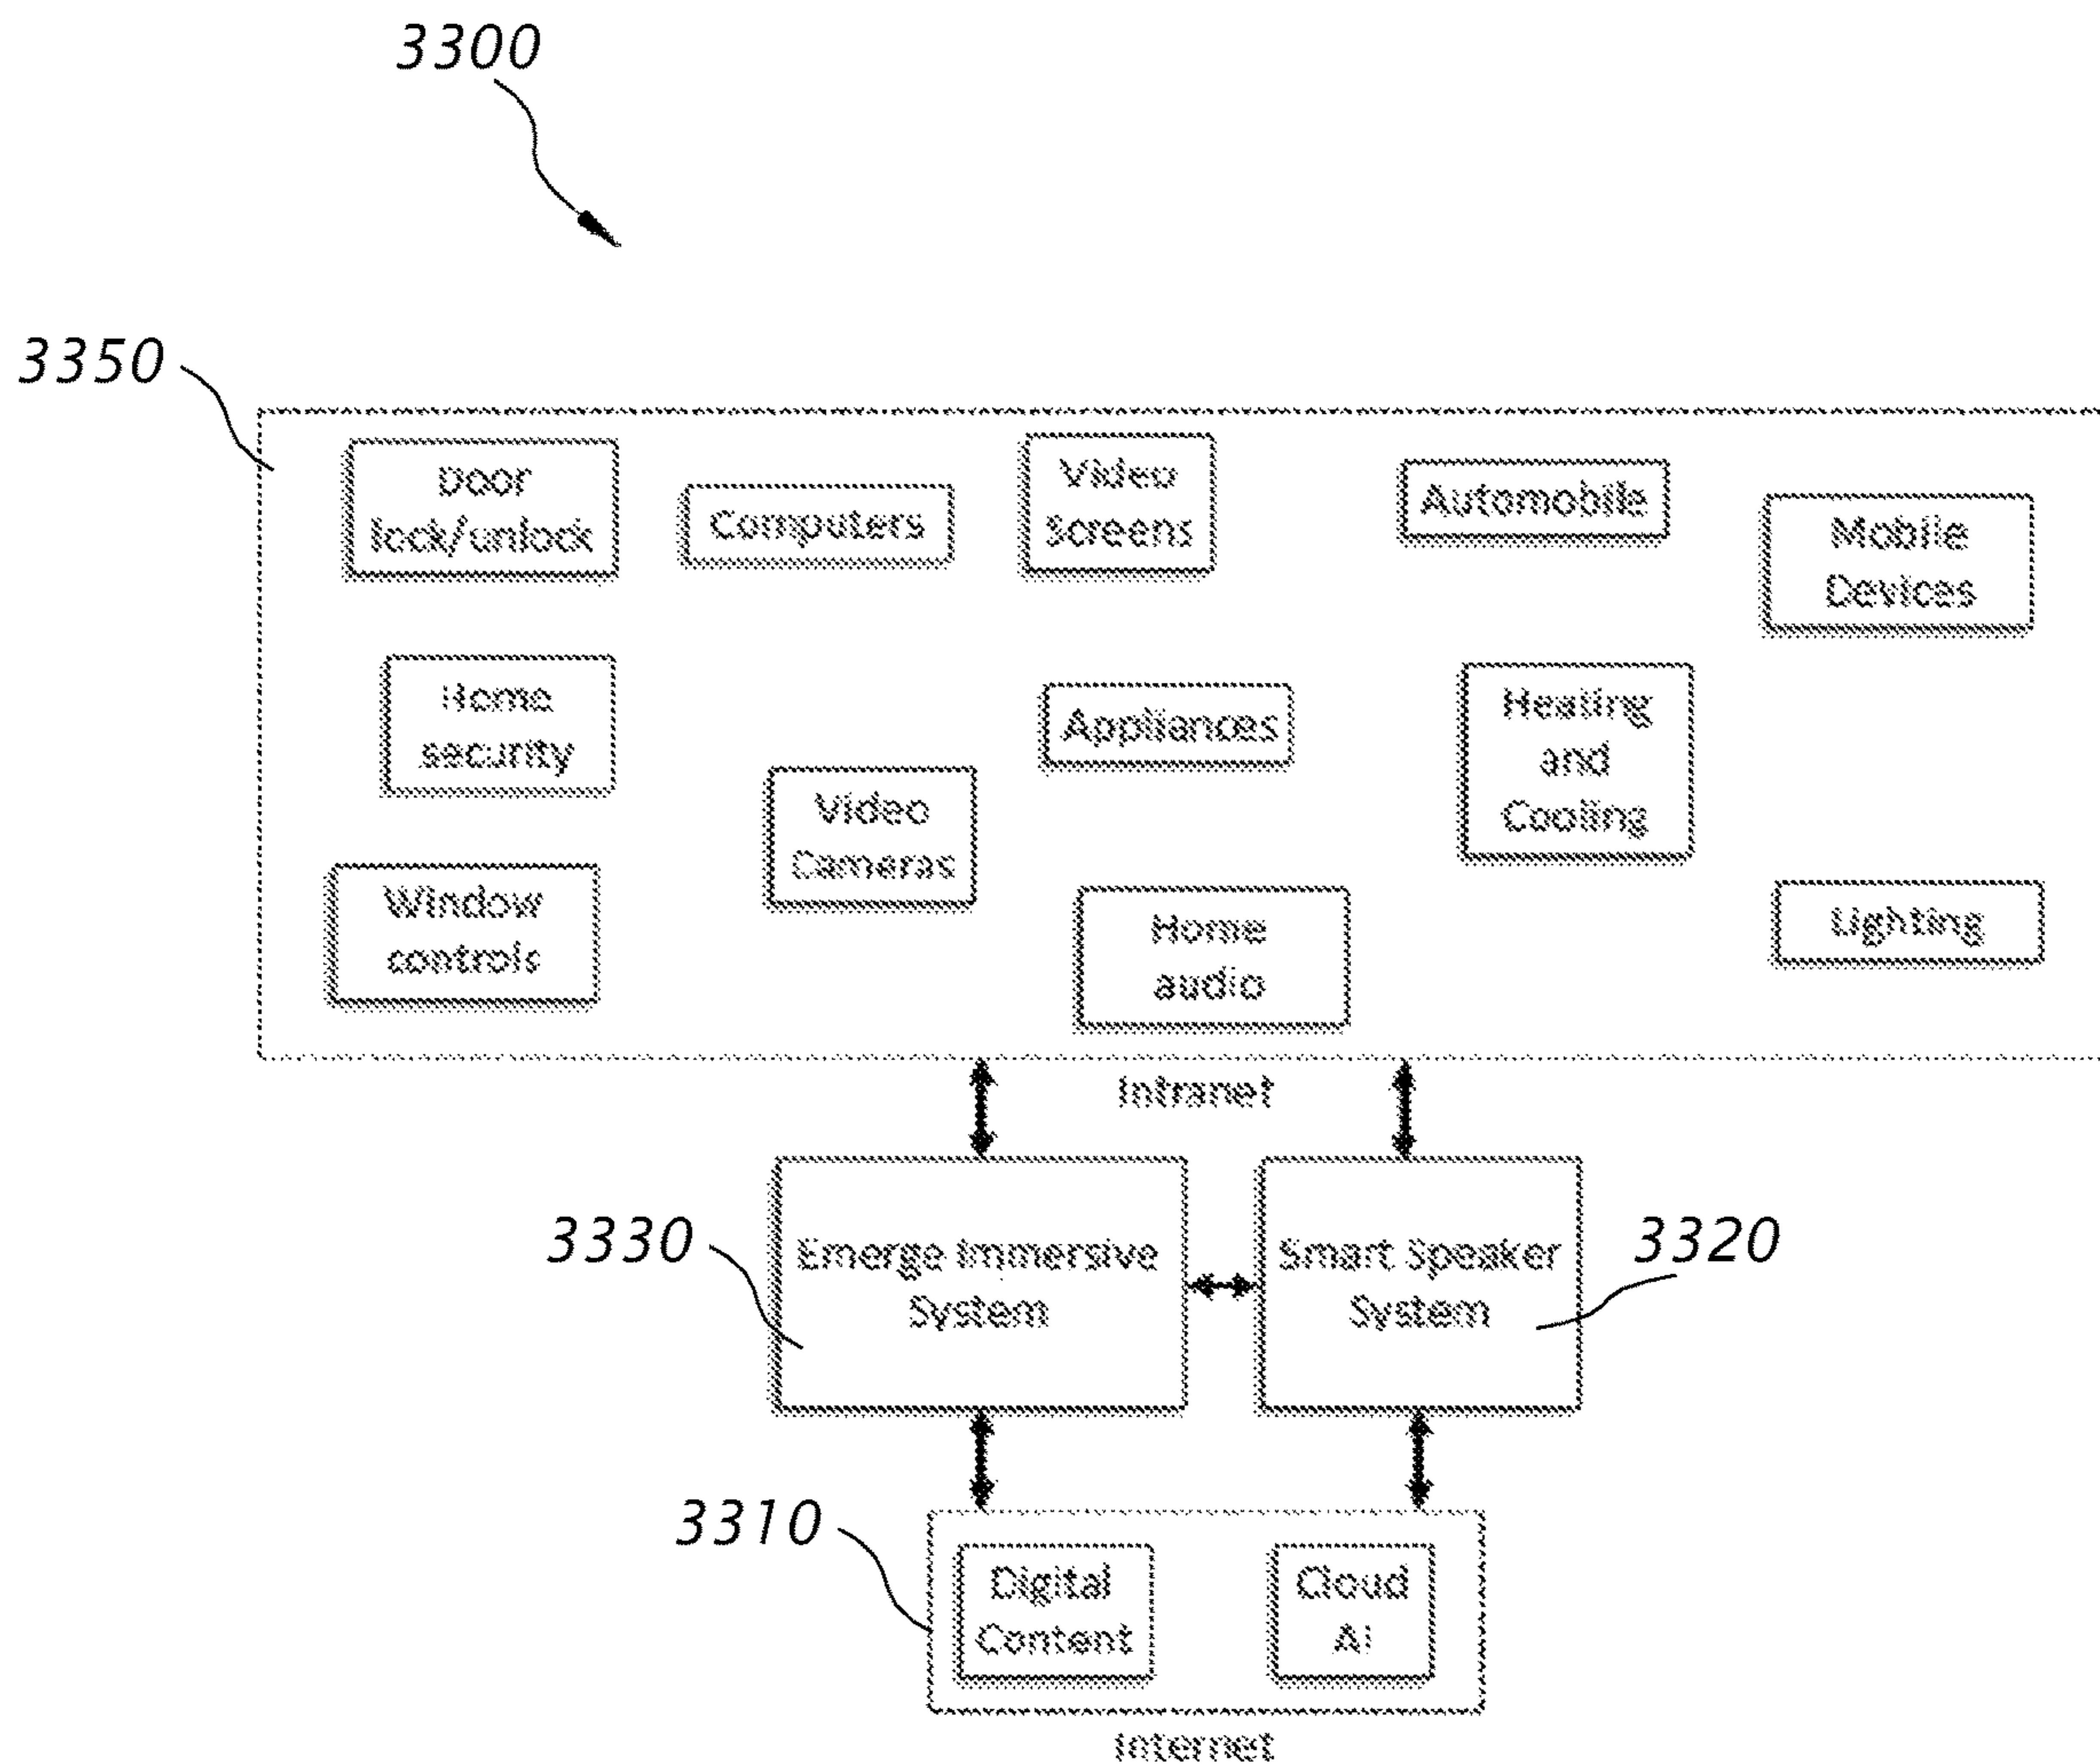 3300
3350
Door
lock/unlock
Computers
Video
Screens
Automobile
Mobile
Devices
Home
security
Appliances
Heating
and
Cooling
Video
Cameras
Window
controls
Home
audio
Lighting
Intranet
3330
Emerge Immersive
System
Smart Speaker
System
3320
3310
Digital
Content
Cloud
AI
Internet